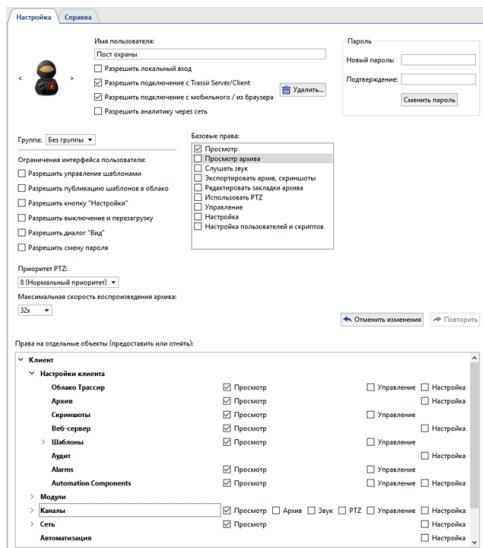 Настройка Справка
Имя пользователя:
Пост охраны
Разрешить локальный вход
Разрешить подключение с Trassir Server/Client
Разрешить подключение с мобильного / из браузера
Разрешить аналитику через сеть
Удалить...
Пароль
Новый пароль:
Подтверждение:
Сменить пароль
Группа: Без группы
Ограничения интерфейса пользователя:
Разрешить управление шаблонами
Разрешить публикацию шаблонов в облако
Разрешить кнопку "Настройки"
Разрешить выключение и перезагрузку
Разрешить диалог "Вид"
Разрешить смену пароля
Базовые права:
Просмотр
Просмотр архива
Слушать звук
Экспортировать архив, скриншоты
Редактировать закладки архива
Использовать PTZ
Управление
Настройка
Настройка пользователей и скриптов
Приоритет PTZ:
8 (Нормальный приоритет)
Максимальная скорость воспроизведения архива:
32x
Отменить изменения Повторить
Права на отдельные объекты (предоставить или отнять):
Клиент
Настройки клиента
Облако Трассир Просмотр Управление Настройка
Архив Просмотр Настройка
Скриншоты Просмотр Управление
Веб-сервер Просмотр Настройка
Шаблоны Просмотр Управление
Аудит Настройка
Alarms Просмотр Управление
Automation Components Просмотр Управление Настройка
Модули
Каналы Просмотр Архив Звук PTZ Управление Настройка
Сеть Просмотр Настройка
Автоматизация Настройка